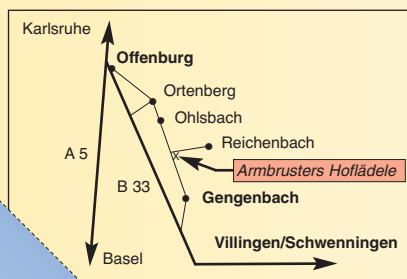 Karlsruhe
Offenburg
Ortenberg
Ohlsbach
Reichenbach
A 5
x
Armbrusters Hoflädele
B 33
Gengenbach
Villingen/Schwenningen
Basel